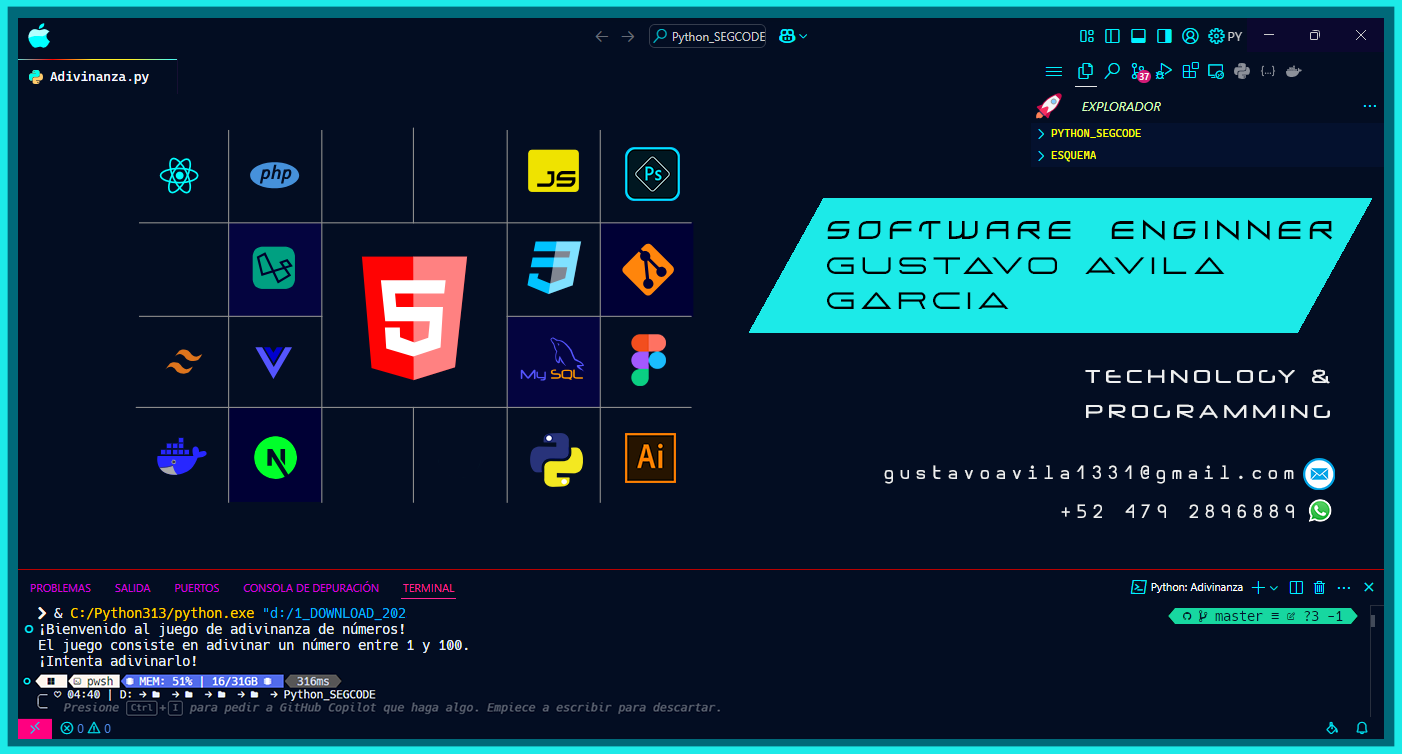 Python_SEGCODE
PY
Adivinanza.py
37
EXPLORADOR
PYTHON_SEGCODE
ESQUEMA
php
JS
Ps
SOFTWARE ENGINNER
GUSTAVO AVILA
GARCIA
My SQL
TECHNOLOGY &
PROGRAMMING
N
Ai
gustavoavila1331@gmail.com
+52 479 2896889
PROBLEMAS SALIDA PUERTOS CONSOLA DE DEPURACIÓN TERMINAL
Python: Adivinanza
❯ & C:/Python313/python.exe "d:/1_DOWNLOAD_202
master ≡ ?3 -1
¡Bienvenido al juego de adivinanza de números!
El juego consiste en adivinar un número entre 1 y 100.
¡Intenta adivinarlo!
pwsh MEM: 51% | 16/31GB 316ms
♡ 04:40 | D: → → → → → Python_SEGCODE
Presione Ctrl+I para pedir a GitHub Copilot que haga algo. Empiece a escribir para descartar.
0 0